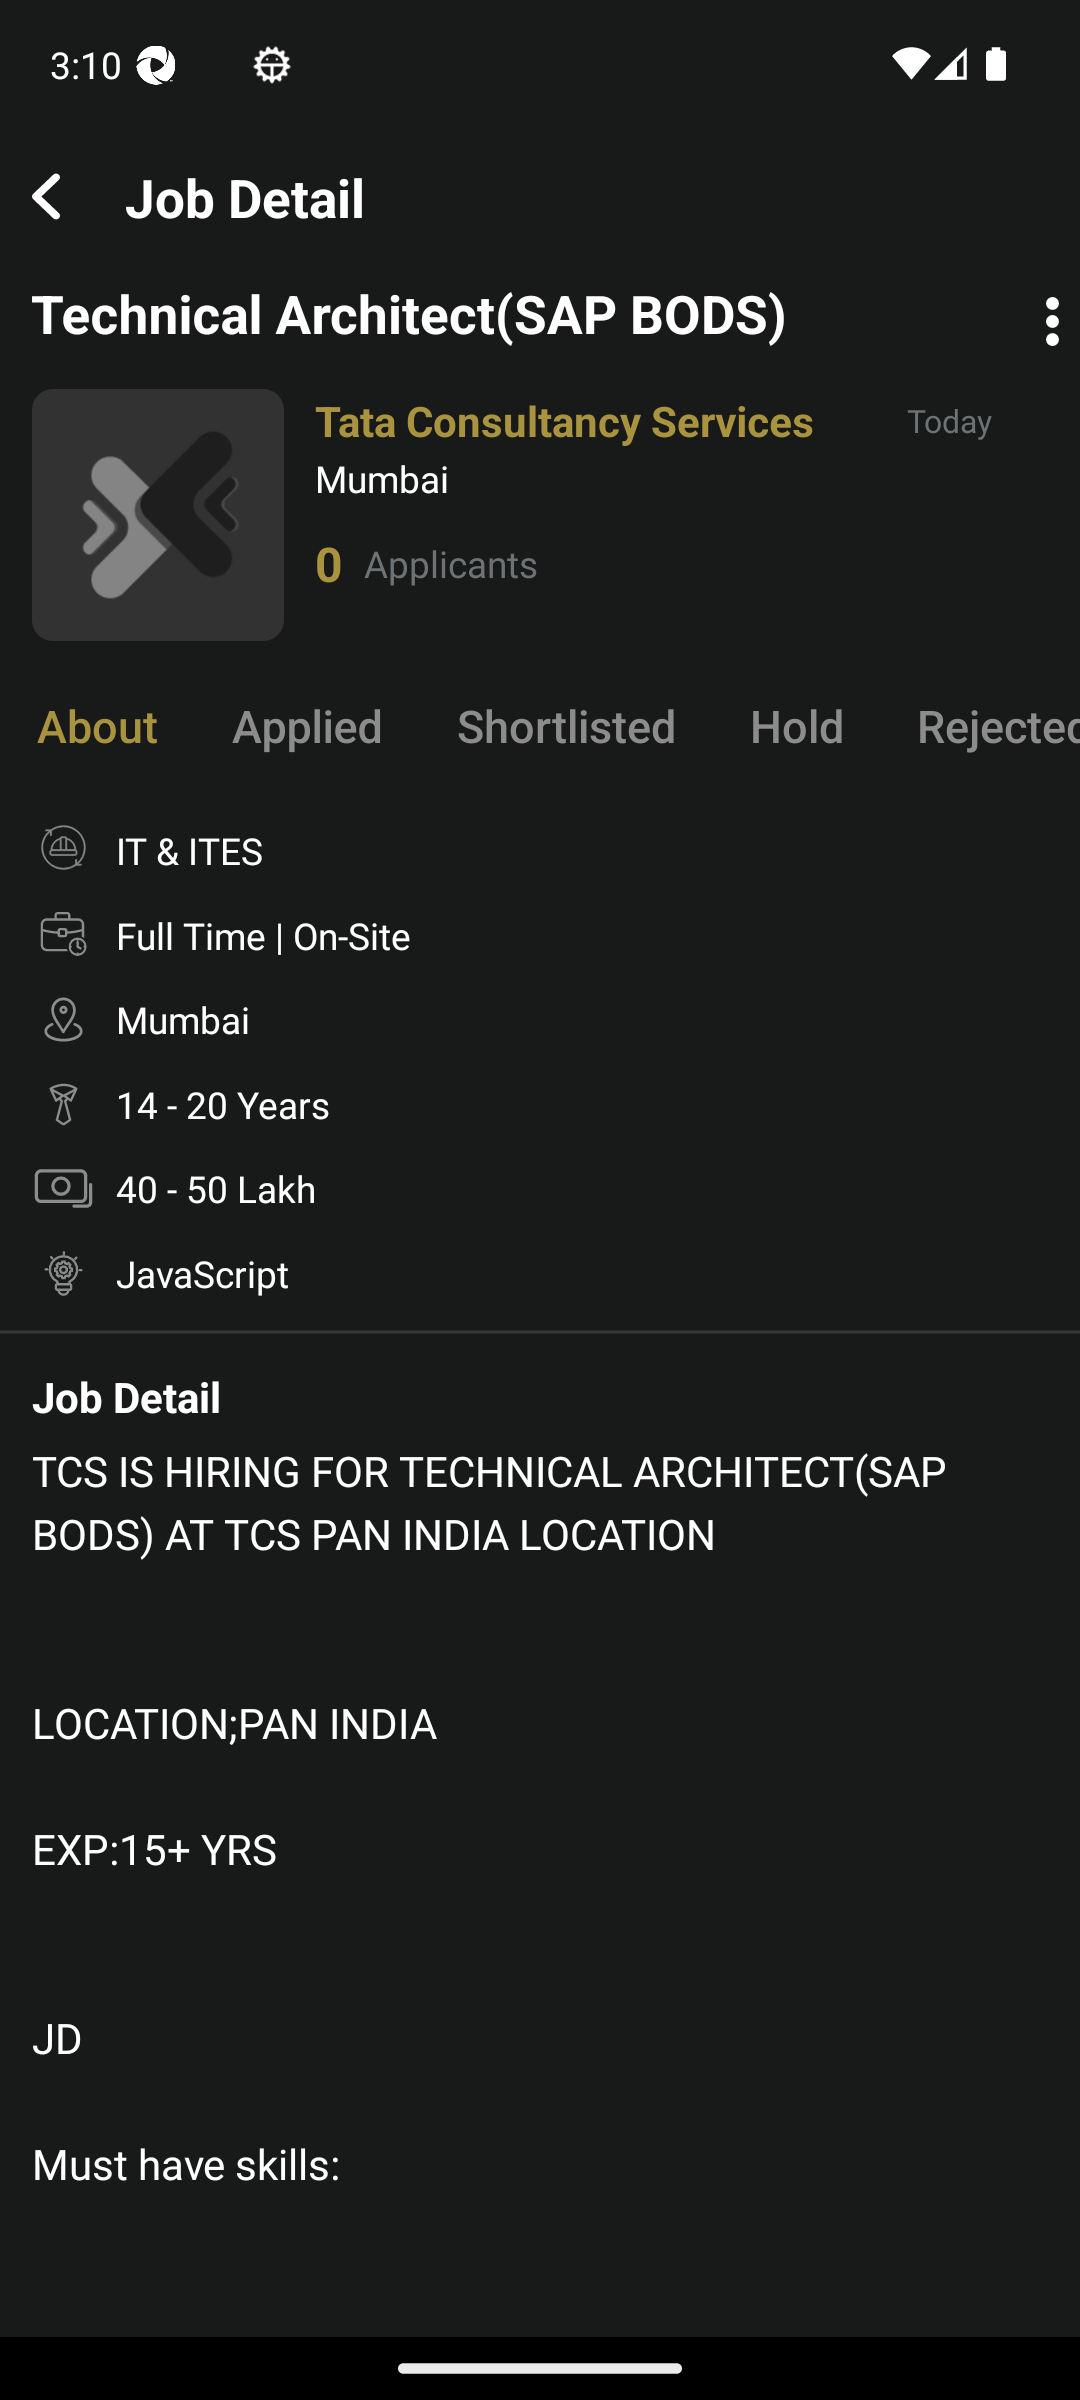 3:10
Job Detail
Technical Architect(SAP BODS)
Tata Consultancy Services
Today
Mumbai
0 Applicants
About Applied Shortlisted Hold Rejected
IT & ITES
Full Time | On-Site
Mumbai
14 - 20 Years
40 - 50 Lakh
JavaScript
Job Detail
TCS IS HIRING FOR TECHNICAL ARCHITECT(SAP
BODS) AT TCS PAN INDIA LOCATION
LOCATION;PAN INDIA
EXP:15+ YRS
JD
Must have skills: